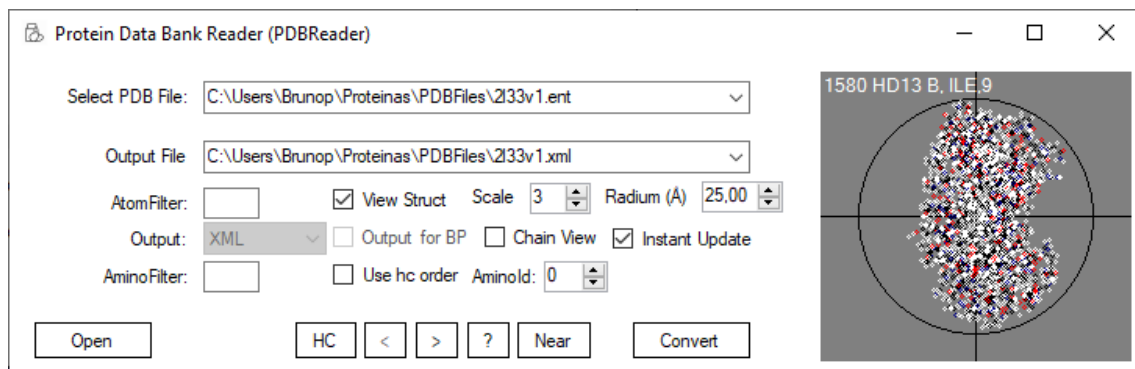 Protein Data Bank Reader (PDBReader)
Select PDB File: C:\Users\Brunop\Proteinas\PDBFiles\2l33v1.ent
1580 HD13 B, ILE,9
Output File C:\Users\Brunop\Proteinas\PDBFiles\2l33v1.xml
AtomFilter: View Struct Scale 3 Radium (Å) 25,00
Output: XML Output for BP Chain View Instant Update
AminoFilter: Use hc order AminoId: 0
Open HC < > ? Near Convert